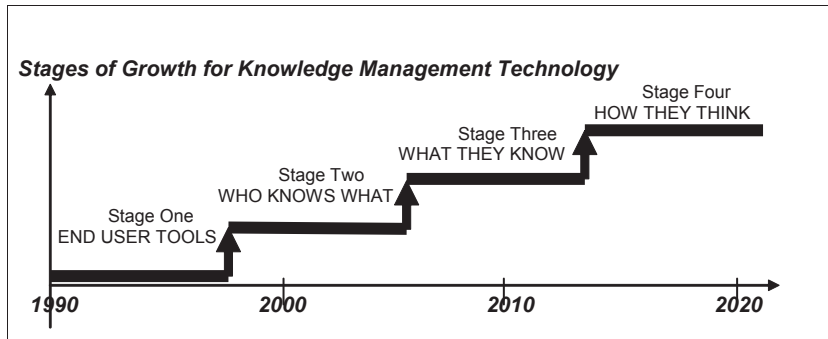 Stages of Growth for Knowledge Management Technology
Stage Four
HOW THEY THINK
Stage Three
WHAT THEY KNOW
Stage Two
WHO KNOWS WHAT
Stage One
END USER TOOLS
1990
2000
2010
2020